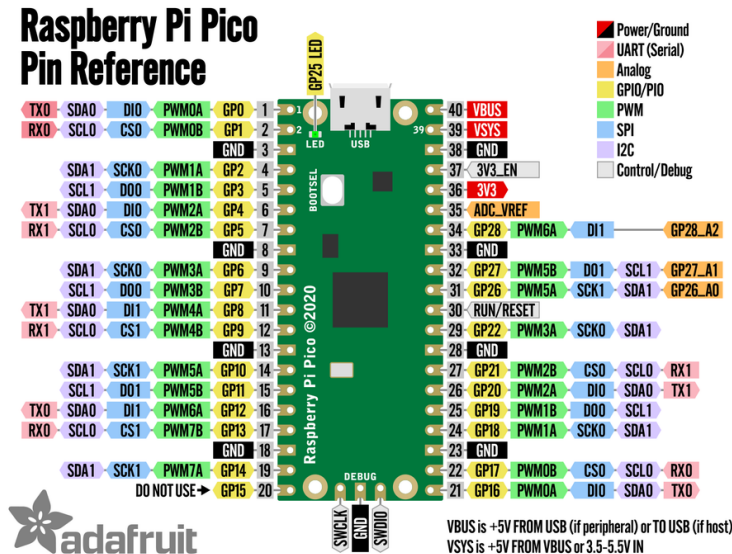 Raspberry Pi Pico
Pin Reference
GP25 LED
Power/Ground
UART (Serial)
Analog
GPIO/PIO
PWM
SPI
I2C
Control/Debug
TX0 SDA0 DI0 PWM0A GP0 1
RX0 SCL0 CS0 PWM0B GP1 2
GND 3
SDA1 SCK0 PWM1A GP2 4
SCL1 DO0 PWM1B GP3 5
TX1 SDA0 DI0 PWM2A GP4 6
RX1 SCL0 CS0 PWM2B GP5 7
GND 8
SDA1 SCK0 PWM3A GP6 9
SCL1 DO0 PWM3B GP7 10
TX1 SDA0 DI1 PWM4A GP8 11
RX1 SCL0 CS1 PWM4B GP9 12
GND 13
SDA1 SCK1 PWM5A GP10 14
SCL1 DO1 PWM5B GP11 15
TX0 SDA0 DI1 PWM6A GP12 16
RX0 SCL0 CS1 PWM7B GP13 17
GND 18
SDA1 SCK1 PWM7A GP14 19
DO NOT USE→ GP15 20
1
2
LED
USB
39
BOOTSEL
Raspberry Pi Pico ©2020
DEBUG
SWCLK
GND
SWDIO
40 VBUS
39 VSYS
38 GND
37 3V3_EN
36 3V3
35 ADC_VREF
34 GP28 PWM6A DI1 GP28_A2
33 GND
32 GP27 PWM5B DO1 SCL1 GP27_A1
31 GP26 PWM5A SCK1 SDA1 GP26_A0
30 RUN/RESET
29 GP22 PWM3A SCK0 SDA1
28 GND
27 GP21 PWM2B CS0 SCL0 RX1
26 GP20 PWM2A DI0 SDA0 TX1
25 GP19 PWM1B DO0 SCL1
24 GP18 PWM1A SCK0 SDA1
23 GND
22 GP17 PWM0B CS0 SCL0 RX0
21 GP16 PWM0A DI0 SDA0 TX0
adafruit
VBUS is +5V FROM USB (if peripheral) or TO USB (if host)
VSYS is +5V FROM VBUS or 3.5-5.5V IN